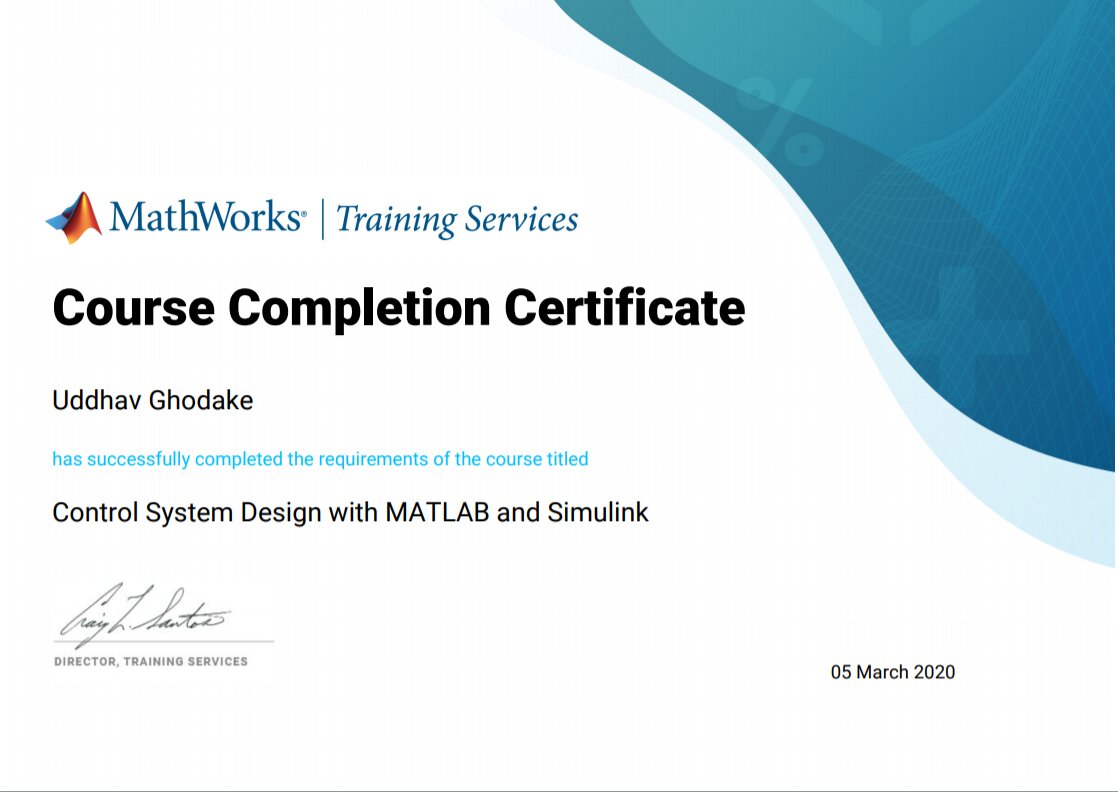 MathWorks® | Training Services
Course Completion Certificate
Uddhav Ghodake
has successfully completed the requirements of the course titled
Control System Design with MATLAB and Simulink
Craig L. Santos
DIRECTOR, TRAINING SERVICES
05 March 2020